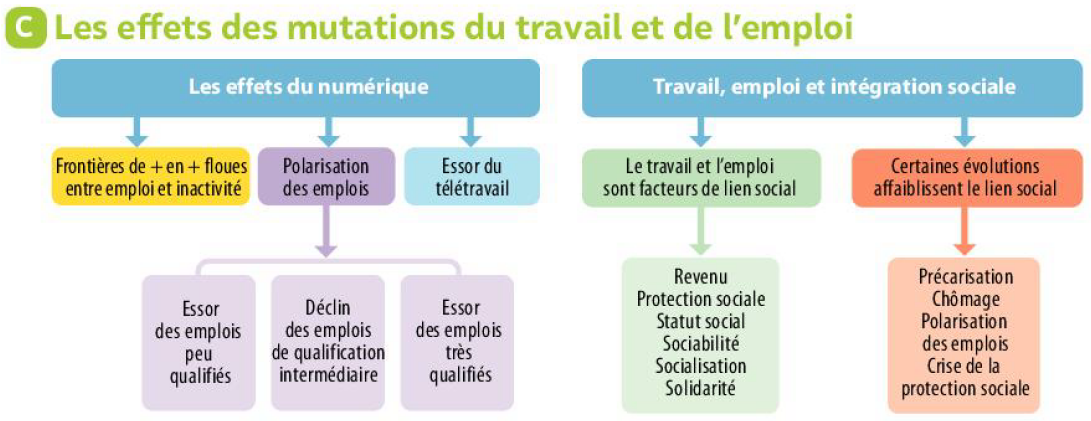 C Les effets des mutations du travail et de l'emploi
Les effets du numérique
Frontières de + en + floues
entre emploi et inactivité
Polarisation
des emplois
Essor du
télétravail
Essor
des emplois
peu
qualifiés
Déclin
des emplois
de qualification
intermédiaire
Essor
des emplois
très
qualifiés
Travail, emploi et intégration sociale
Le travail et l'emploi
sont facteurs de lien social
Revenu
Protection sociale
Statut social
Sociabilité
Socialisation
Solidarité
Certaines évolutions
affaiblissent le lien social
Précarisation
Chômage
Polarisation
des emplois
Crise de la
protection sociale